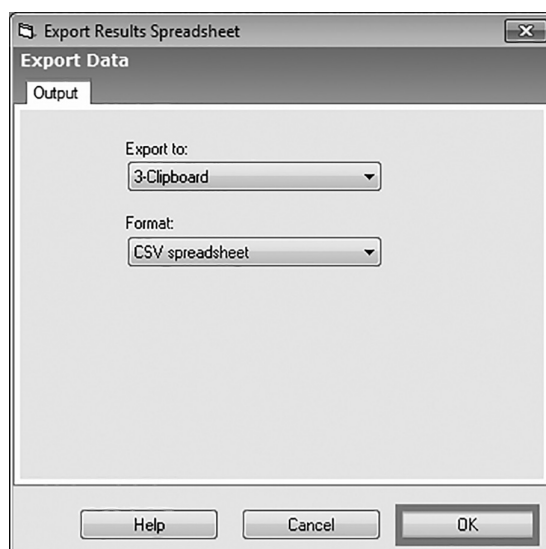 Export Results Spreadsheet
Export Data
Output
Export to:
3-Clipboard
Format:
CSV spreadsheet
Help Cancel OK